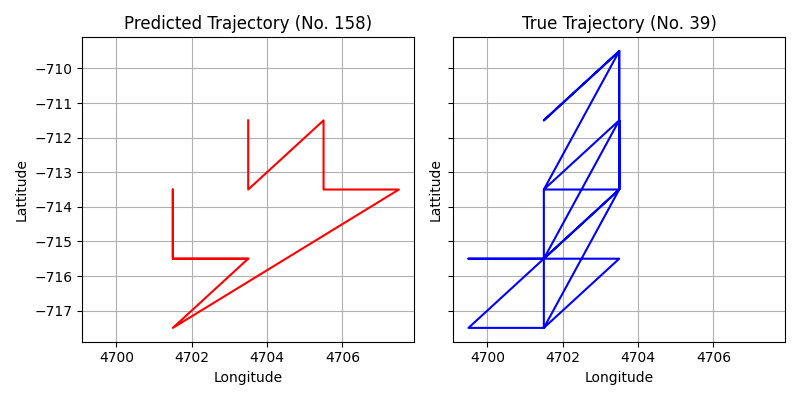 Predicted Trajectory (No. 158)
True Trajectory (No. 39)
Lattitude
−710
−711
−712
−713
−714
−715
−716
−717
4700
4702
4704
4706
Longitude
Lattitude
4700
4702
4704
4706
Longitude